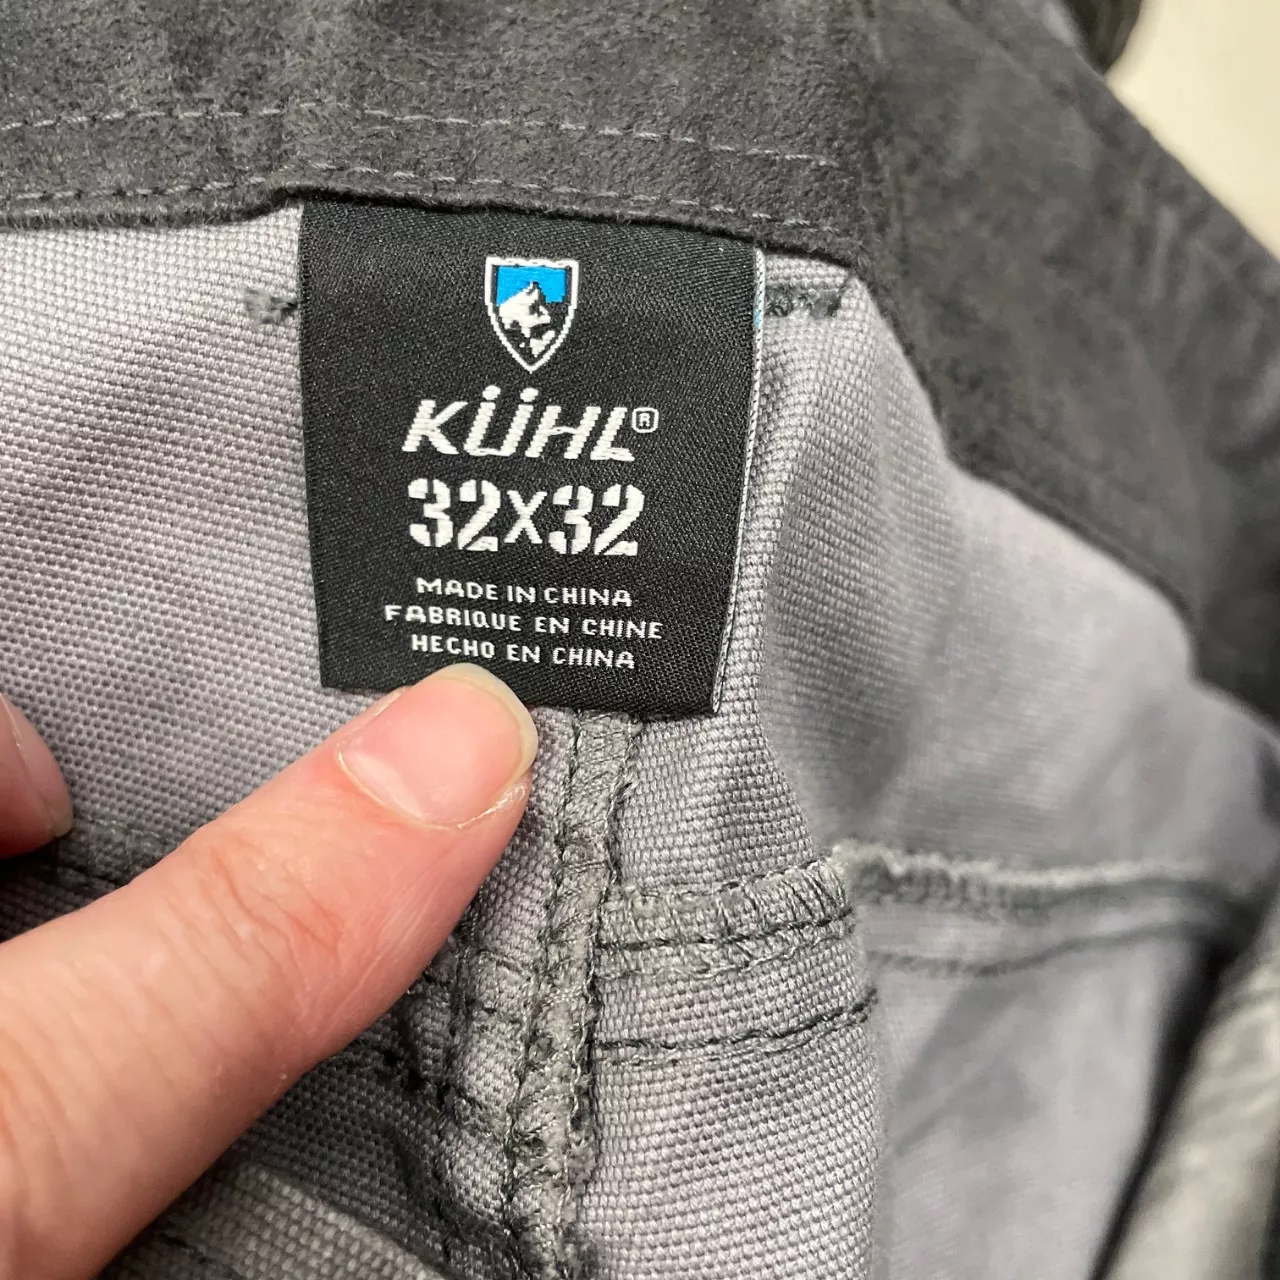 KÜHL®
32X32
MADE IN CHINA
FABRIQUE EN CHINE
HECHO EN CHINA